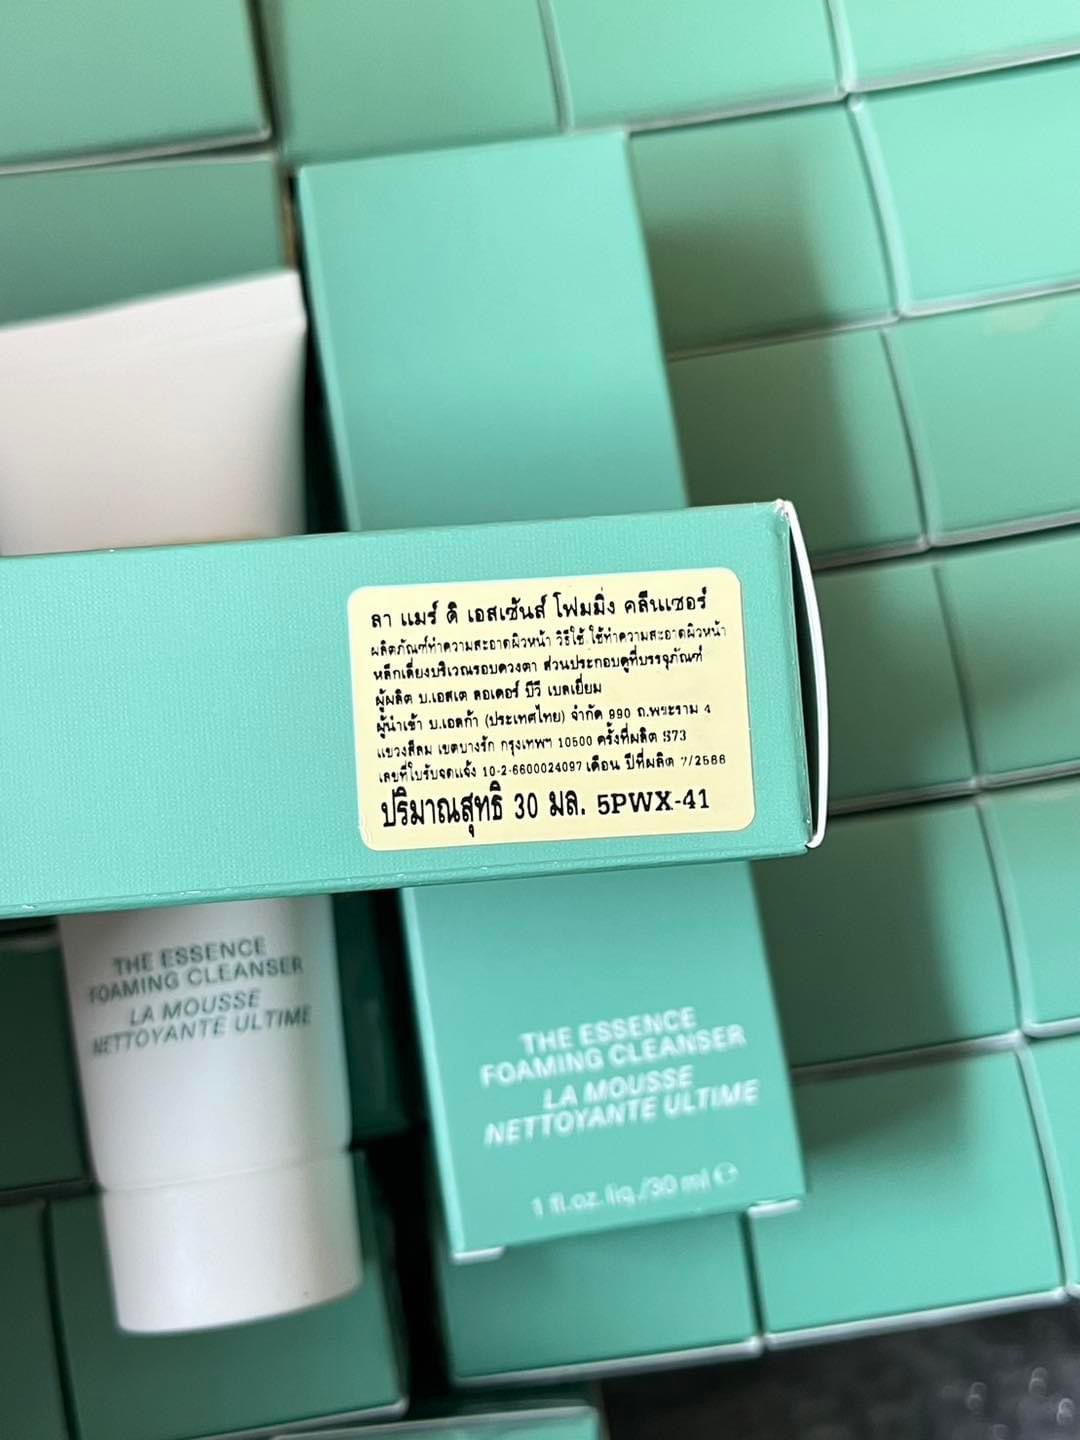 ลา แมร์ ดิ เอสเซ้นส์ โฟมมิ่ง คลีนเซอร์
ผลิตภัณฑ์ทำความสะอาดผิวหน้า วิธีใช้ ใช้ทำความสะอาดผิวหน้า
หลีกเลี่ยงบริเวณรอบดวงตา ส่วนประกอบดูที่บรรจุภัณฑ์
ผู้ผลิต บ.เอสเต ลอเดอร์ บีวี เบลเยี่ยม
ผู้นำเข้า บ.เอลก้า (ประเทศไทย) จำกัด 990 ถ.พระราม 4
แขวงสีลม เขตบางรัก กรุงเทพฯ 10500 ครั้งที่ผลิต S73
เลขที่ใบรับจดแจ้ง 10-2-6600024097 เดือน ปีที่ผลิต 7/2566
ปริมาณสุทธิ 30 มล. 5PWX-41
THE ESSENCE
FOAMING CLEANSER
LA MOUSSE
NETTOYANTE ULTIME
THE ESSENCE
FOAMING CLEANSER
LA MOUSSE
NETTOYANTE ULTIME
1 fl.oz. liq./30 ml ℮